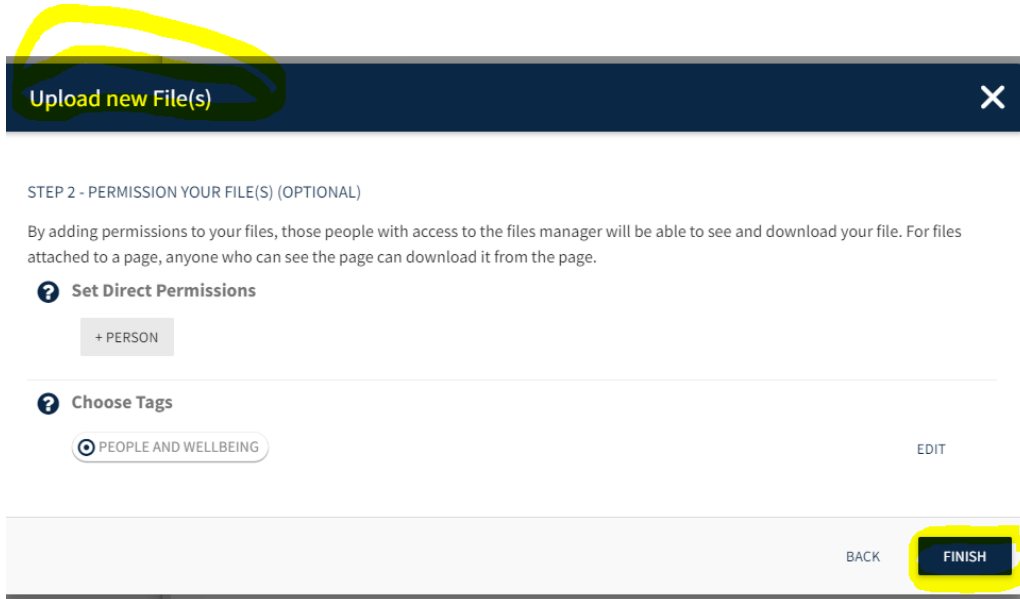 Upload new File(s)
STEP 2 - PERMISSION YOUR FILE(S) (OPTIONAL)
By adding permissions to your files, those people with access to the files manager will be able to see and download your file. For files
attached to a page, anyone who can see the page can download it from the page.
Set Direct Permissions
+ PERSON
Choose Tags
PEOPLE AND WELLBEING
EDIT
BACK
FINISH